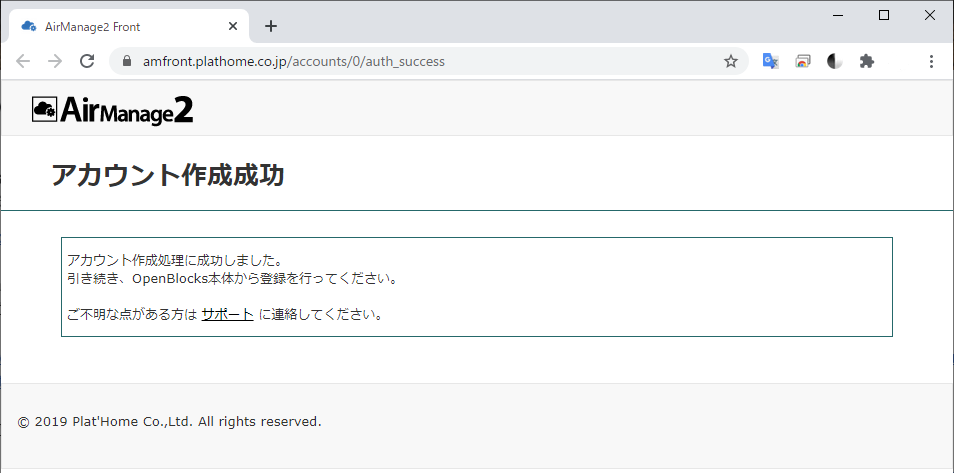 AirManage2 Front
amfront.plathome.co.jp/accounts/0/auth_success
AirManage2
アカウント作成成功
アカウント作成処理に成功しました。
引き続き、OpenBlocks本体から登録を行ってください。
ご不明な点がある方は サポート に連絡してください。
© 2019 Plat'Home Co.,Ltd. All rights reserved.